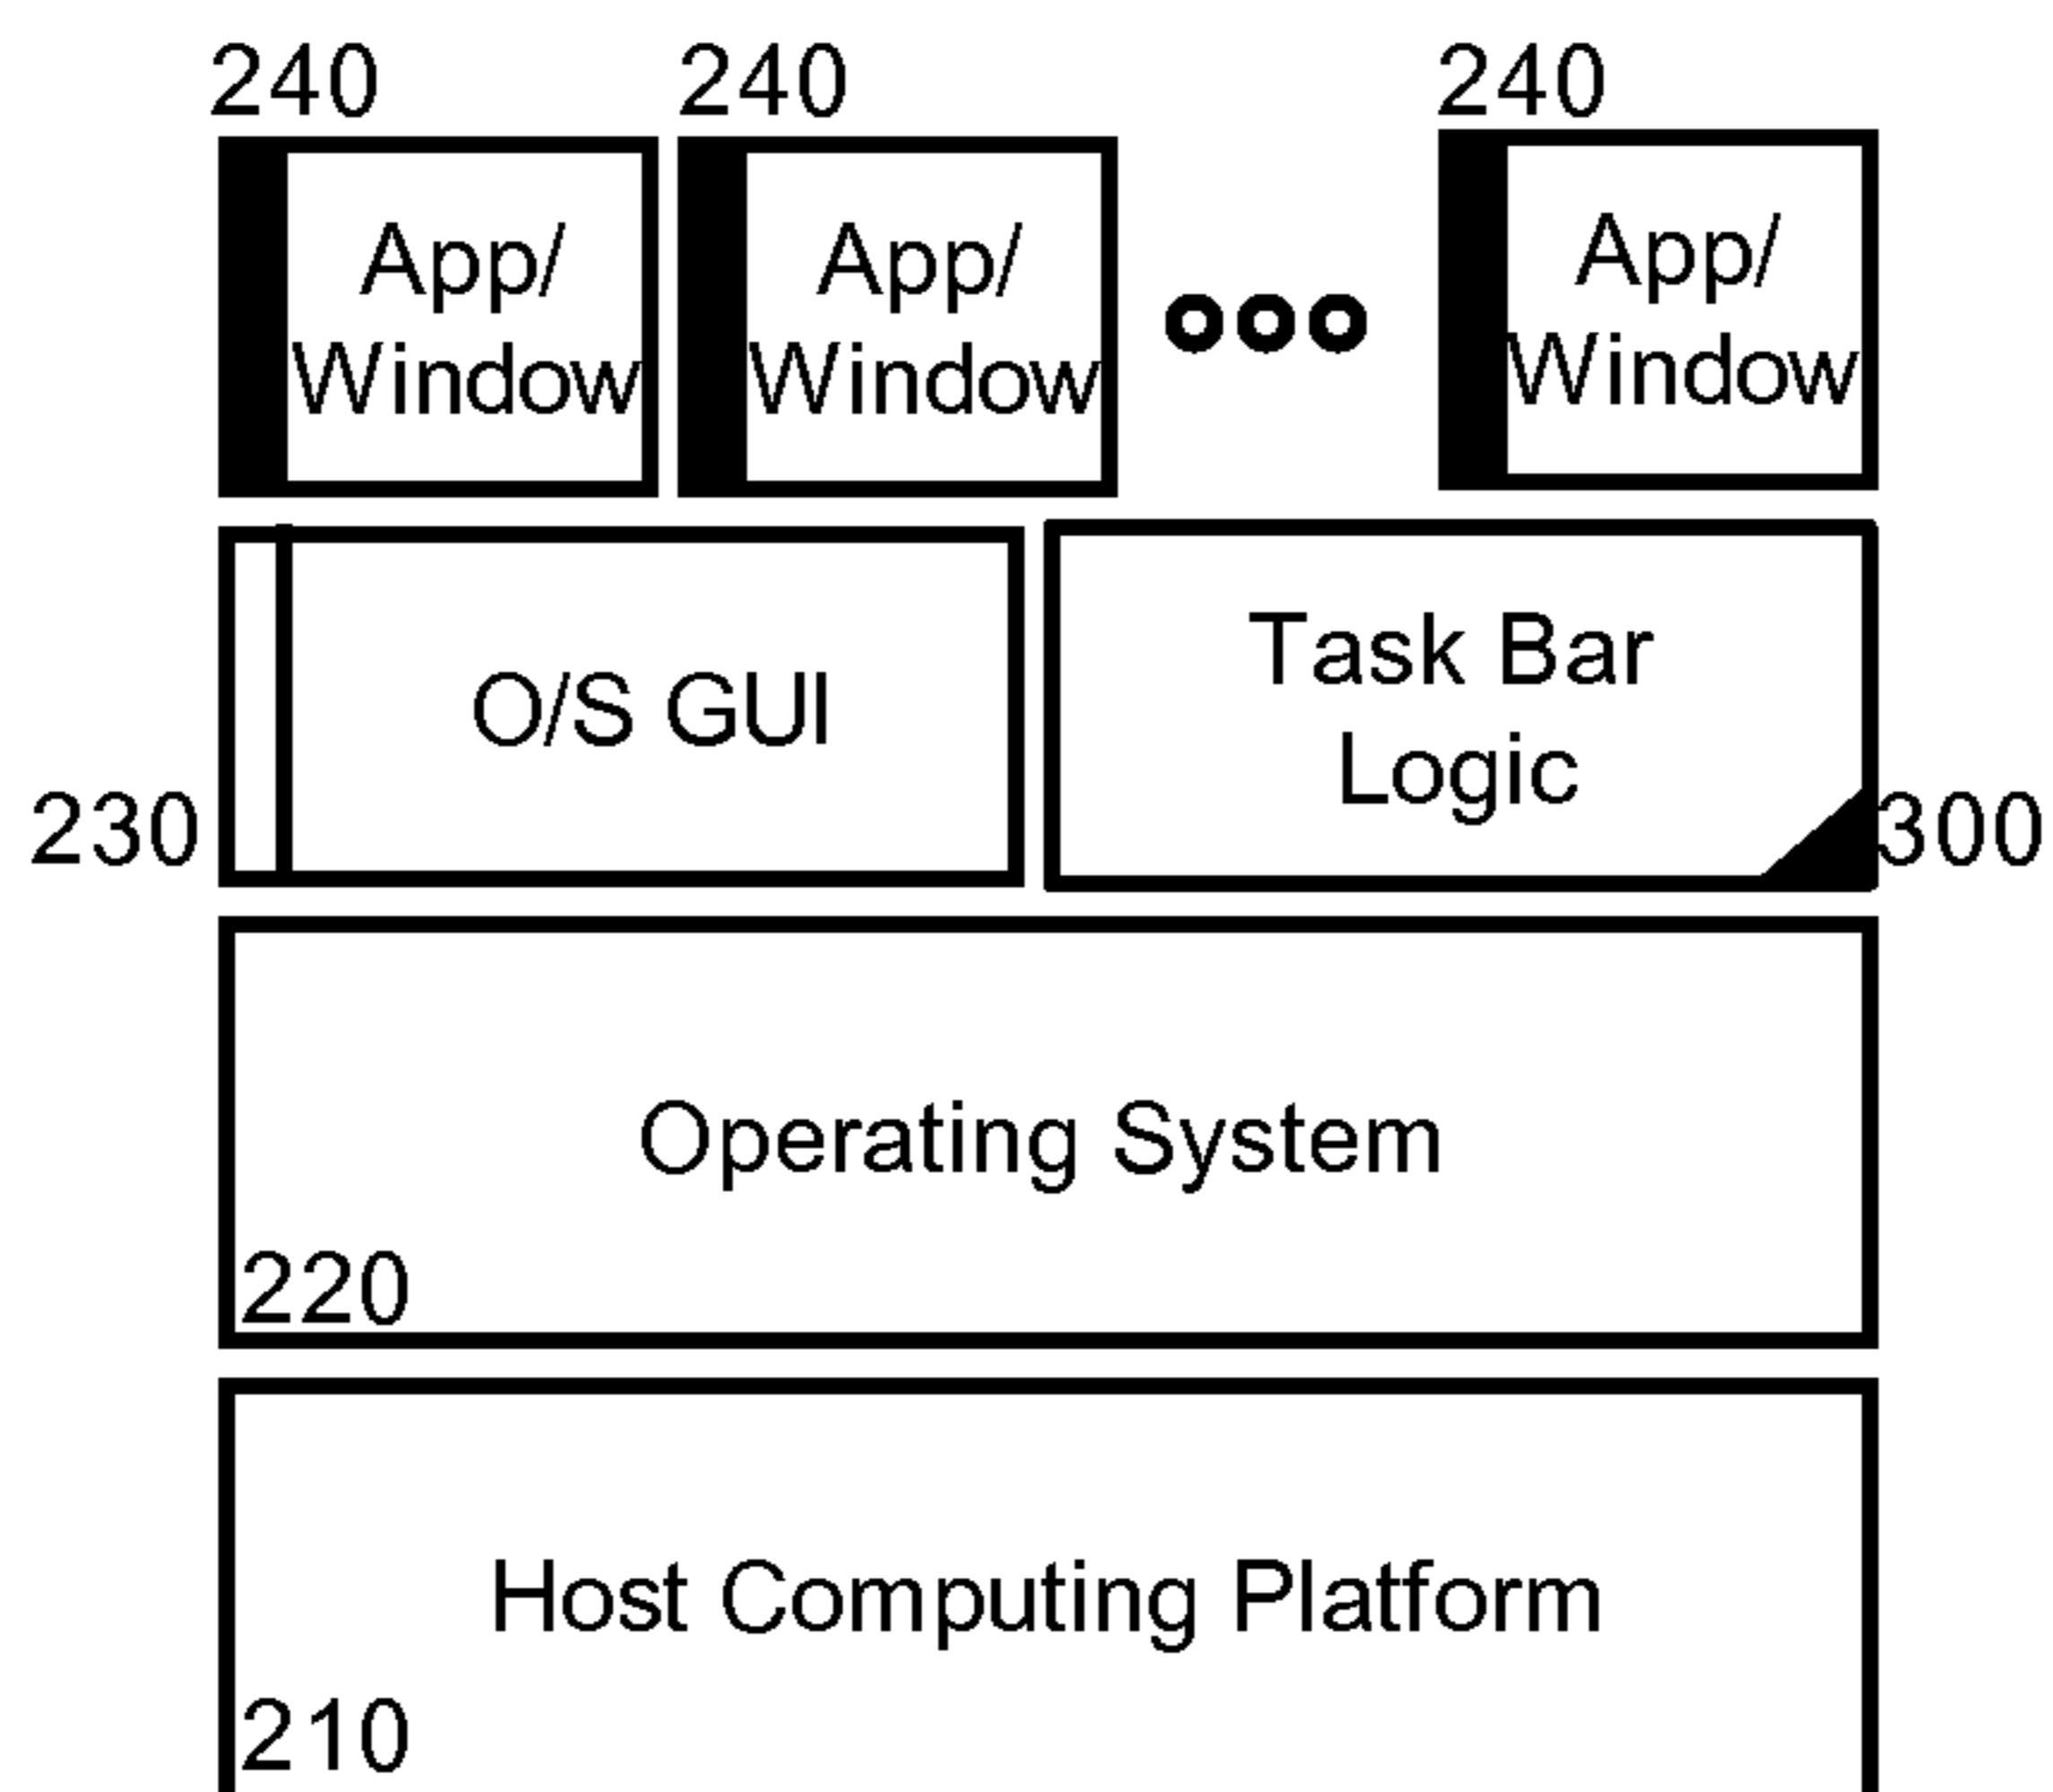 240 240 240
App/ App/ App/
Window Window Window
O/S GUI
Task Bar
Logic
230
300
Operating System
220
Host Computing Platform
210